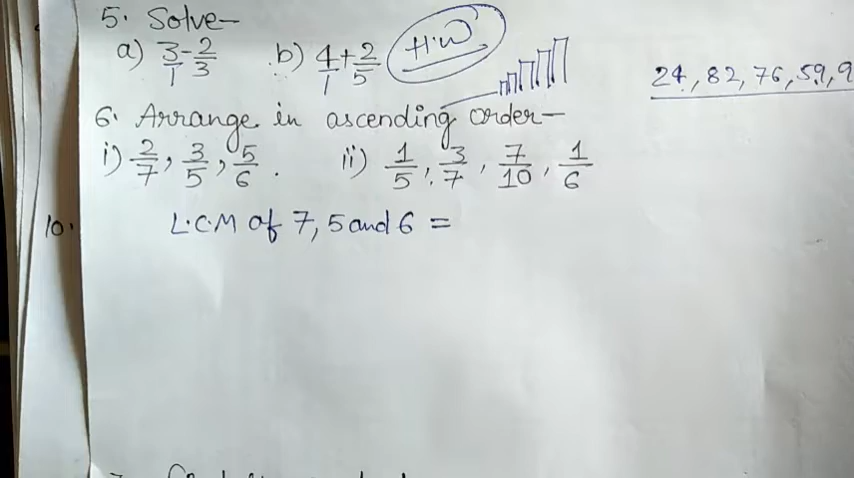 5. Solve-
a) 3/1 - 2/3 b) 4/1 + 2/5 H.W
24, 82, 76, 59, 9
6. Arrange in ascending order-
i) 2/7, 3/5, 5/6. ii) 1/5, 3/7, 7/10, 1/6
10. L.C.M of 7, 5 and 6 =